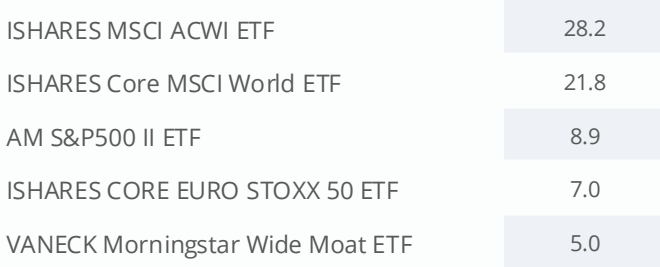 ISHARES MSCI ACWI ETF 28.2
ISHARES Core MSCI World ETF 21.8
AM S&P500 II ETF 8.9
ISHARES CORE EURO STOXX 50 ETF 7.0
VANECK Morningstar Wide Moat ETF 5.0